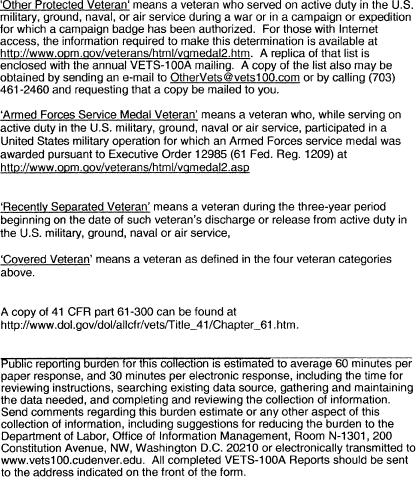 'Other Protected Veteran' means a veteran who served on active duty in the U.S.
military, ground, naval, or air service during a war or in a campaign or expedition
for which a campaign badge has been authorized. For those with Internet
access, the information required to make this determination is available at
http://www.opm.gov/veterans/html/vgmedal2.htm. A replica of that list is
enclosed with the annual VETS-100A mailing. A copy of the list also may be
obtained by sending an e-mail to OtherVets@vets100.com or by calling (703)
461-2460 and requesting that a copy be mailed to you.
'Armed Forces Service Medal Veteran' means a veteran who, while serving on
active duty in the U.S. military, ground, naval or air service, participated in a
United States military operation for which an Armed Forces service medal was
awarded pursuant to Executive Order 12985 (61 Fed. Reg. 1209) at
http://www.opm.gov/veterans/html/vgmedal2.asp
'Recently Separated Veteran' means a veteran during the three-year period
beginning on the date of such veteran's discharge or release from active duty in
the U.S. military, ground, naval or air service,
'Covered Veteran' means a veteran as defined in the four veteran categories
above.
A copy of 41 CFR part 61-300 can be found at
http://www.dol.gov/dol/allcfr/vets/Title_41/Chapter_61.htm.
Public reporting burden for this collection is estimated to average 60 minutes per
paper response, and 30 minutes per electronic response, including the time for
reviewing instructions, searching existing data source, gathering and maintaining
the data needed, and completing and reviewing the collection of information.
Send comments regarding this burden estimate or any other aspect of this
collection of information, including suggestions for reducing the burden to the
Department of Labor, Office of Information Management, Room N-1301, 200
Constitution Avenue, NW, Washington D.C. 20210 or electronically transmitted to
www.vets100.cudenver.edu. All completed VETS-100A Reports should be sent
to the address indicated on the front of the form.